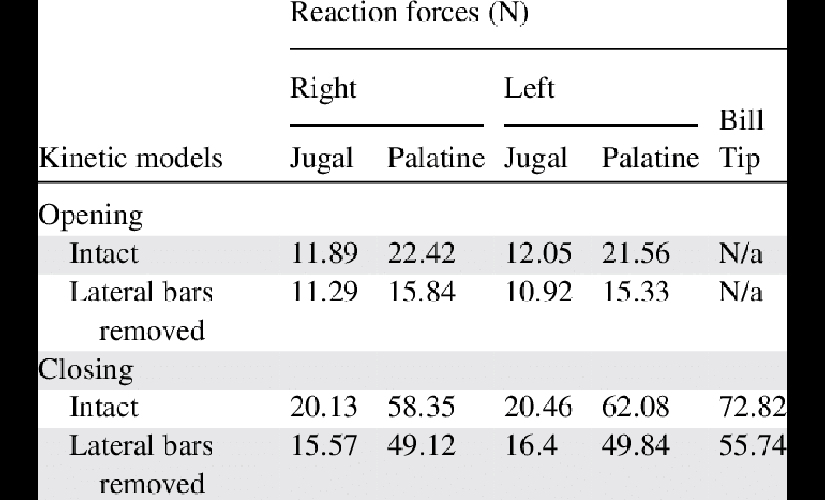 Reaction forces (N)
Right Left
Bill
Kinetic models Jugal Palatine Jugal Palatine Tip
Opening
Intact 11.89 22.42 12.05 21.56 N/a
Lateral bars 11.29 15.84 10.92 15.33 N/a
removed
Closing
Intact 20.13 58.35 20.46 62.08 72.82
Lateral bars 15.57 49.12 16.4 49.84 55.74
removed